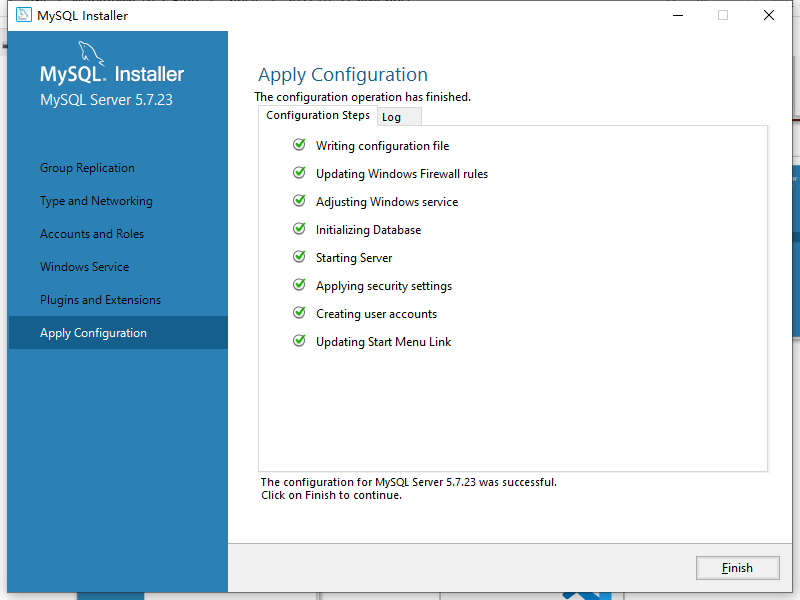 MySQL Installer
MySQL. Installer
MySQL Server 5.7.23
Group Replication
Type and Networking
Accounts and Roles
Windows Service
Plugins and Extensions
Apply Configuration
Apply Configuration
The configuration operation has finished.
Configuration Steps
Log
Writing configuration file
Updating Windows Firewall rules
Adjusting Windows service
Initializing Database
Starting Server
Applying security settings
Creating user accounts
Updating Start Menu Link
The configuration for MySQL Server 5.7.23 was successful.
Click on Finish to continue.
Finish